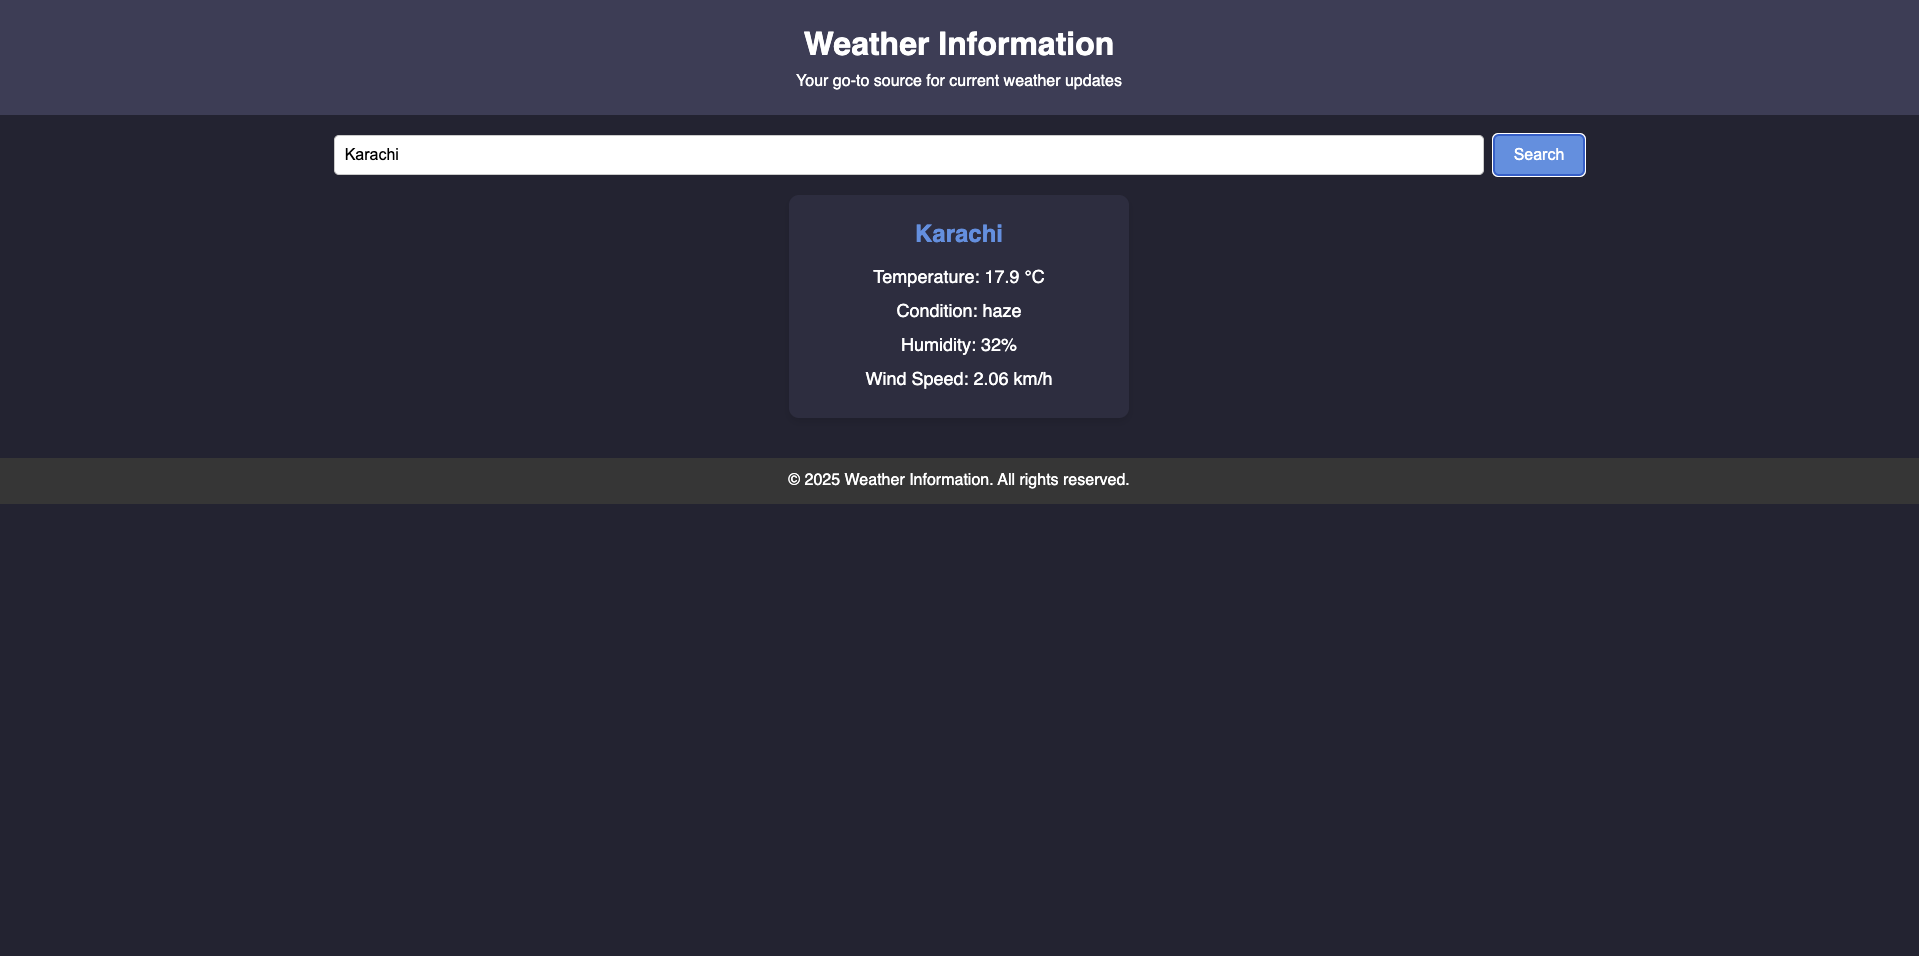 Weather Information
Your go-to source for current weather updates
Karachi
Search
Karachi
Temperature: 17.9 °C
Condition: haze
Humidity: 32%
Wind Speed: 2.06 km/h
© 2025 Weather Information. All rights reserved.